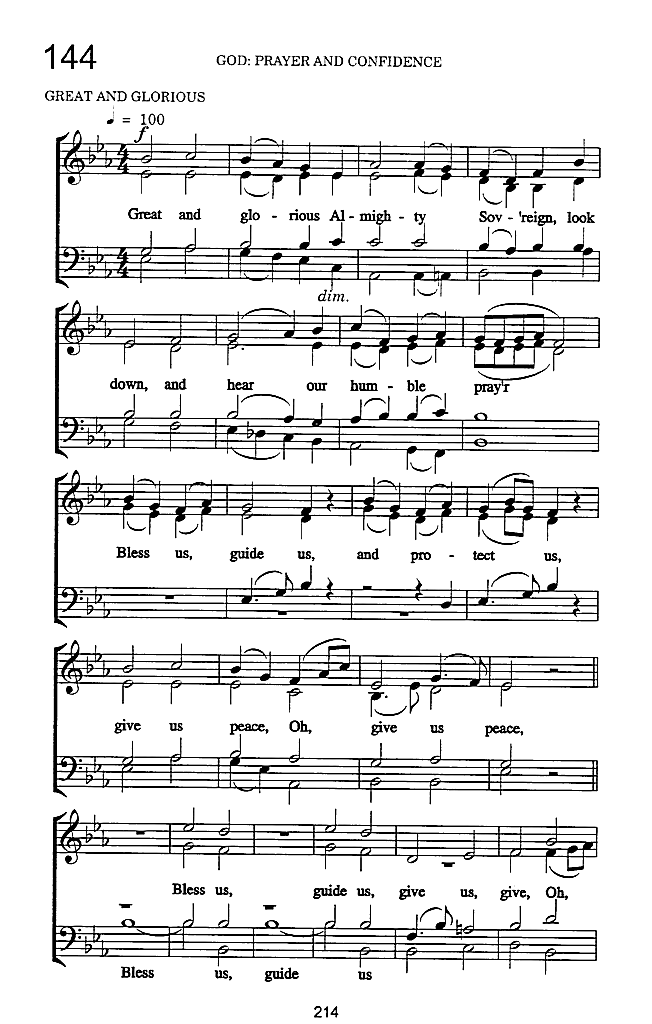 144
GOD: PRAYER AND CONFIDENCE
GREAT AND GLORIOUS
♩ = 100
f
Great and glo - rious Al - migh - ty Sov - 'reign, look
dim.
down, and hear our hum - ble pray'r
Bless us, guide us, and pro - tect us,
give us peace, Oh, give us peace,
Bless us, guide us, give us, give, Oh,
Bless us, guide us
214